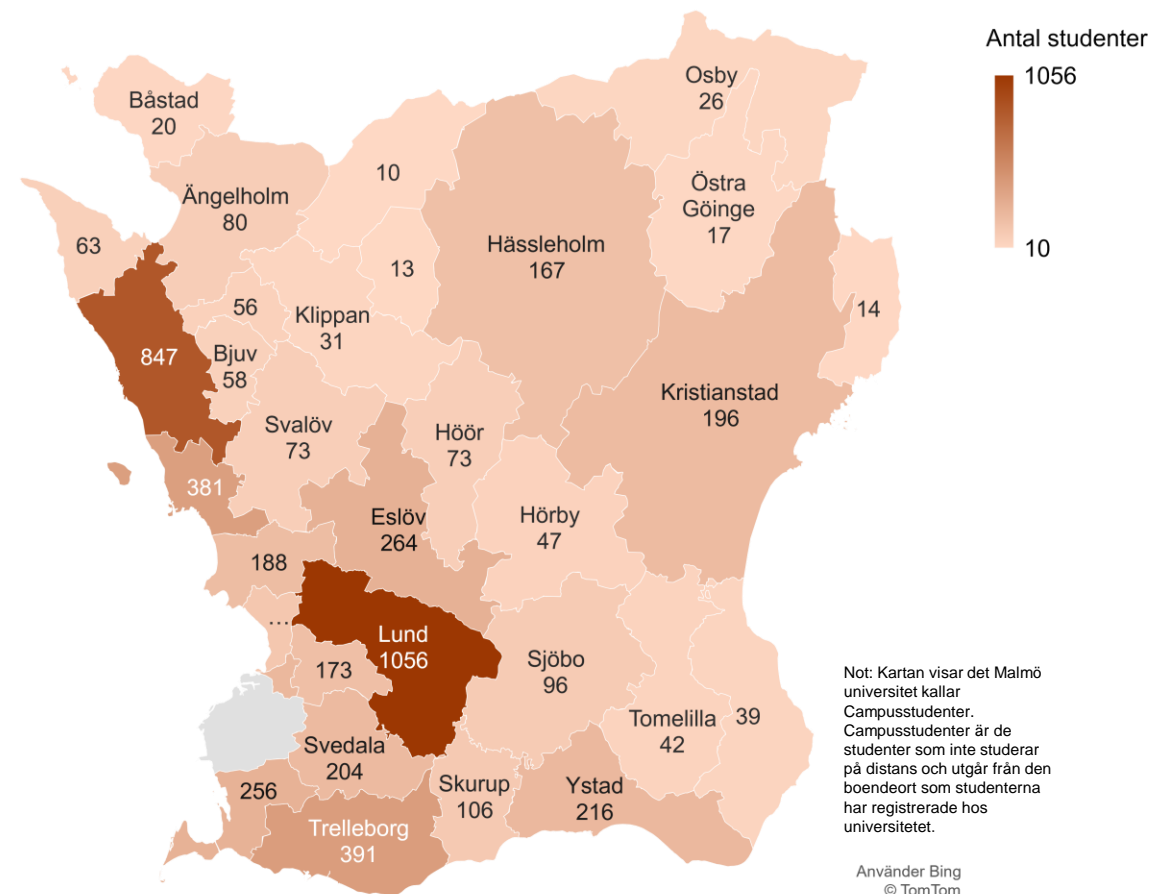 Antal studenter
1056
10
Båstad
20
Osby
26
10
Ängelholm
80
Östra
Göinge
17
63
Hässleholm
167
13
56
Klippan
31
14
847
Bjuv
58
Kristianstad
196
Svalöv
73
Höör
73
381
Eslöv
264
Hörby
47
188
...
Lund
1056
173
Sjöbo
96
Tomelilla
42
39
Svedala
204
256
Skurup
106
Ystad
216
Trelleborg
391
Not: Kartan visar det Malmö
universitet kallar
Campusstudenter.
Campusstudenter är de
studenter som inte studerar
på distans och utgår från den
boendeort som studenterna
har registrerade hos
universitetet.
Använder Bing
© TomTom